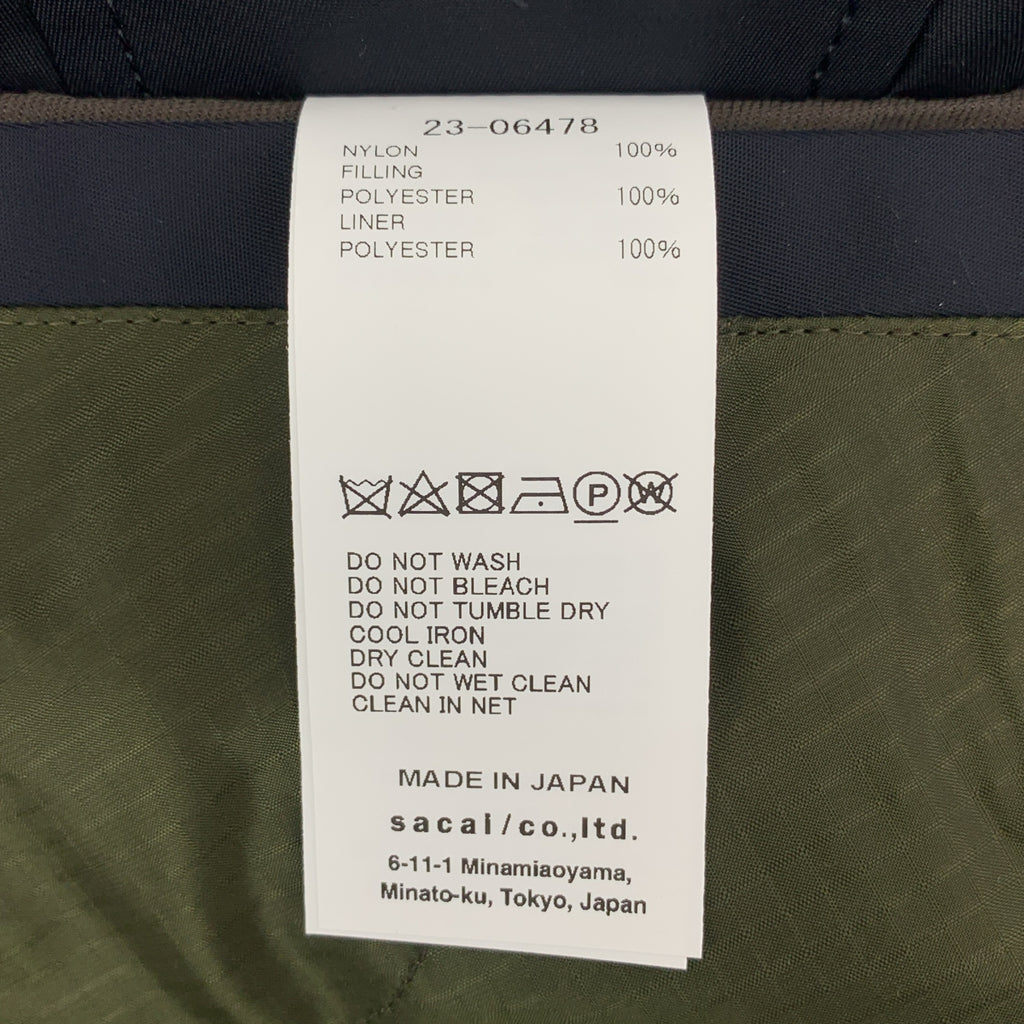 23-06478
NYLON 100%
FILLING
POLYESTER 100%
LINER
POLYESTER 100%
P W
DO NOT WASH
DO NOT BLEACH
DO NOT TUMBLE DRY
COOL IRON
DRY CLEAN
DO NOT WET CLEAN
CLEAN IN NET
MADE IN JAPAN
sacai/co.,ltd.
6-11-1 Minamiaoyama,
Minato-ku, Tokyo, Japan